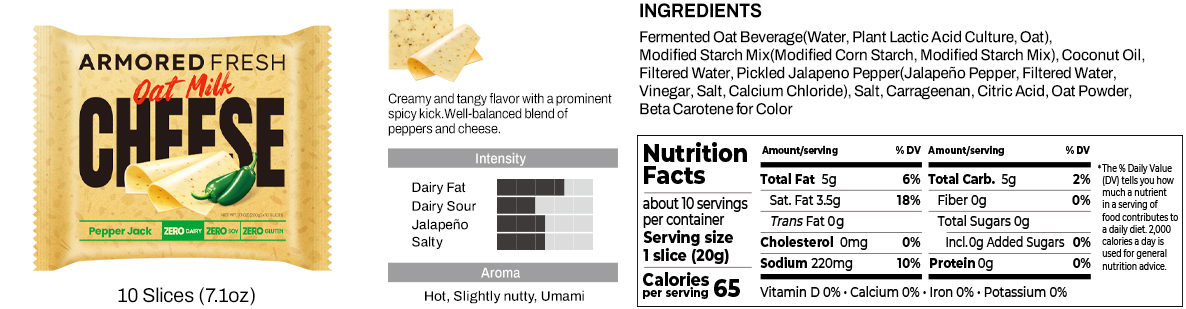 ARMORED FRESH
Oat Milk
CHEESE
NET WT. 7.1 OZ (200g) x 10 SLICES
Pepper Jack
ZERO DAIRY
ZERO SOY
ZERO GLUTEN
10 Slices (7.1oz)
Creamy and tangy flavor with a prominent
spicy kick.Well-balanced blend of
peppers and cheese.
Intensity
Dairy Fat
Dairy Sour
Jalapeño
Salty
Aroma
Hot, Slightly nutty, Umami
INGREDIENTS
Fermented Oat Beverage(Water, Plant Lactic Acid Culture, Oat),
Modified Starch Mix(Modified Corn Starch, Modified Starch Mix), Coconut Oil,
Filtered Water, Pickled Jalapeno Pepper(Jalapeño Pepper, Filtered Water,
Vinegar, Salt, Calcium Chloride), Salt, Carrageenan, Citric Acid, Oat Powder,
Beta Carotene for Color
Nutrition
Facts
about 10 servings
per container
Serving size
1 slice (20g)
Calories
per serving 65
Amount/serving % DV
Total Fat 5g 6%
Sat. Fat 3.5g 18%
Trans Fat 0g
Cholesterol 0mg 0%
Sodium 220mg 10%
Amount/serving % DV
Total Carb. 5g 2%
Fiber 0g 0%
Total Sugars 0g
Incl.0g Added Sugars 0%
Protein 0g 0%
Vitamin D 0% • Calcium 0% • Iron 0% • Potassium 0%
*The % Daily Value
(DV) tells you how
much a nutrient
in a serving of
food contributes to
a daily diet. 2,000
calories a day is
used for general
nutrition advice.